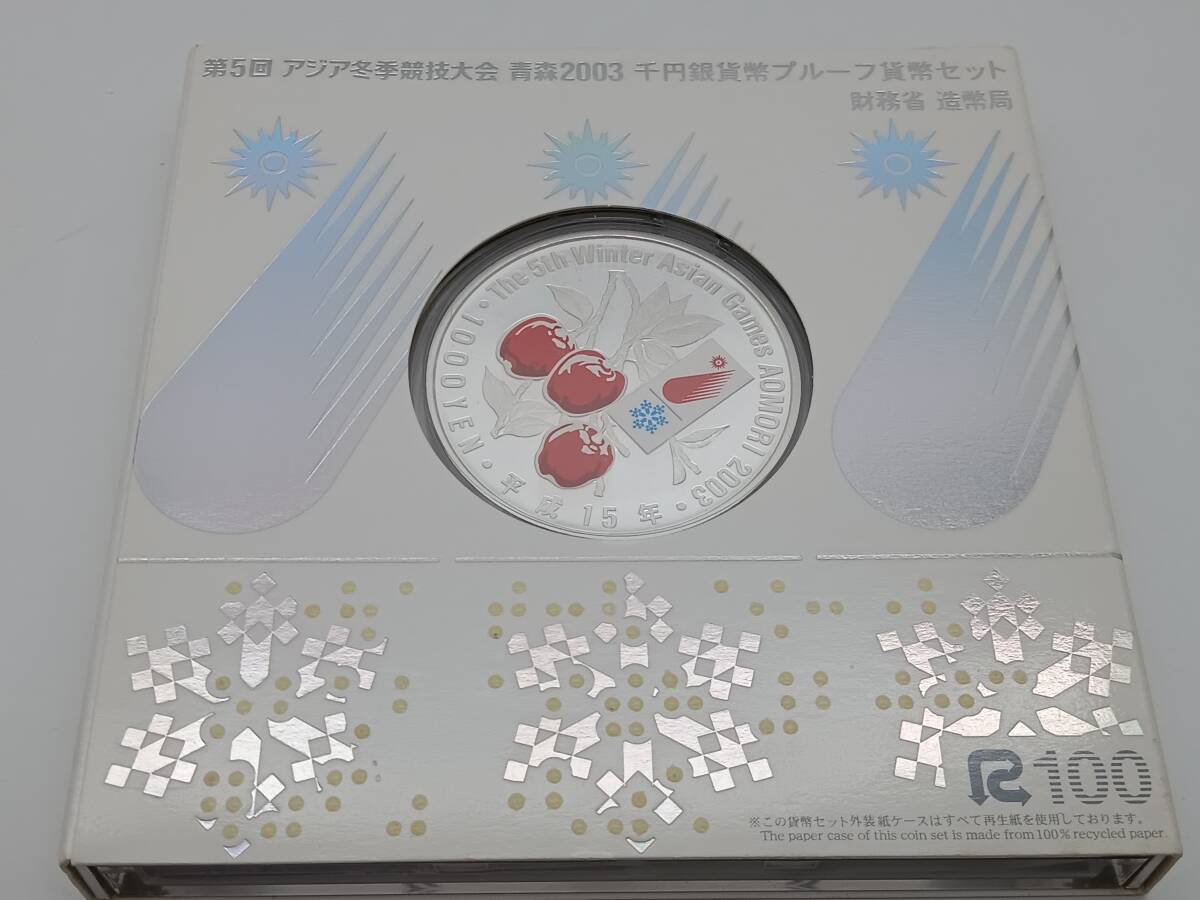 第5回 アジア冬季競技大会 青森2003 千円銀貨幣プルーフ貨幣セット
財務省 造幣局
・The 5th Winter Asian Games AOMORI 2003・
1000YEN・
平成15年
R100
※この貨幣セット外装紙ケースはすべて再生紙を使用しております。
The paper case of this coin set is made from 100% recycled paper.